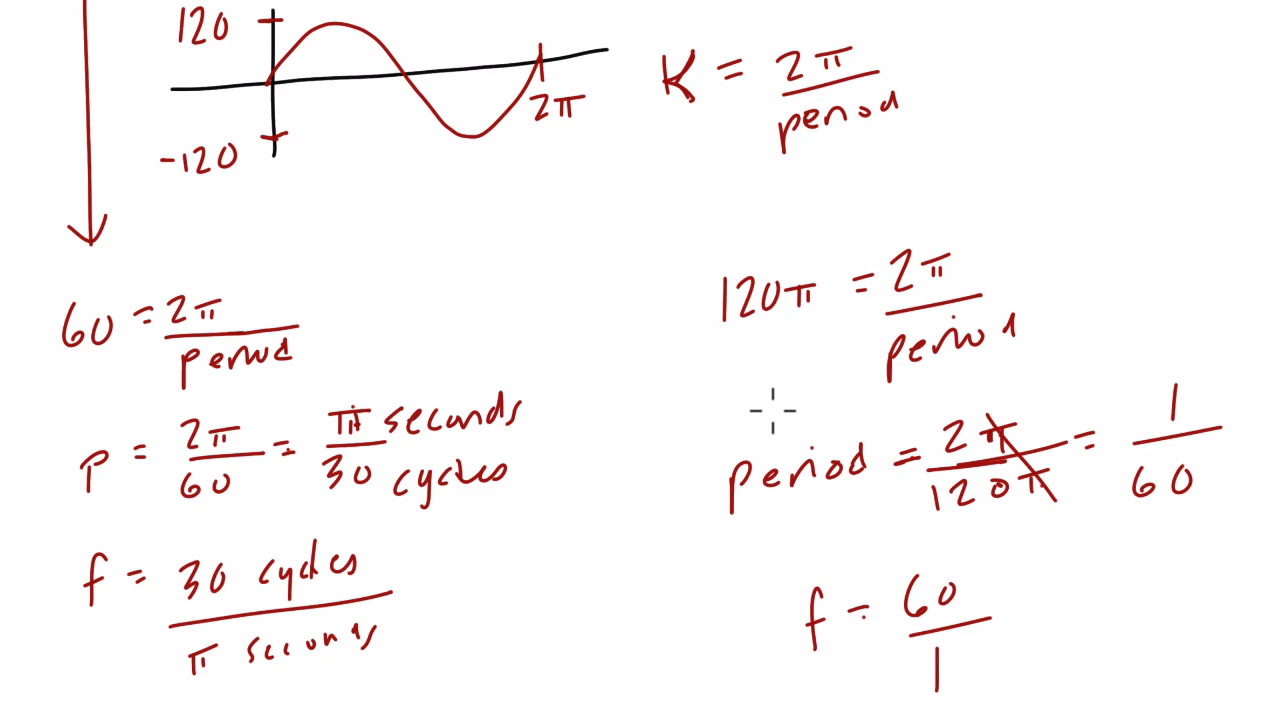 120
-120
2π
K = 2π / period
60 = 2π / period
P = 2π / 60 = π seconds / 30 cycles
f = 30 cycles / π seconds
120π = 2π / period
period = 2π / 120π = 1 / 60
f = 60 / 1